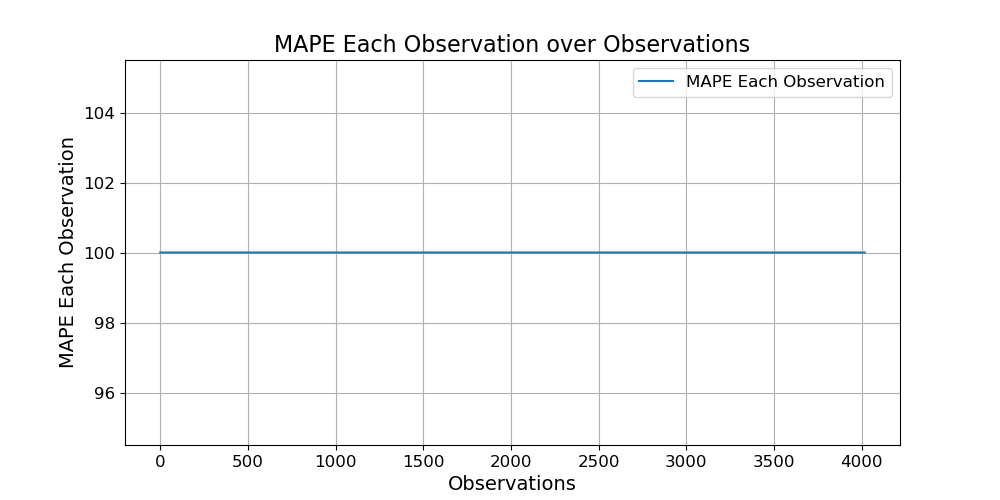 MAPE Each Observation over Observations
MAPE Each Observation
104
102
100
98
96
MAPE Each Observation
0 500 1000 1500 2000 2500 3000 3500 4000
Observations